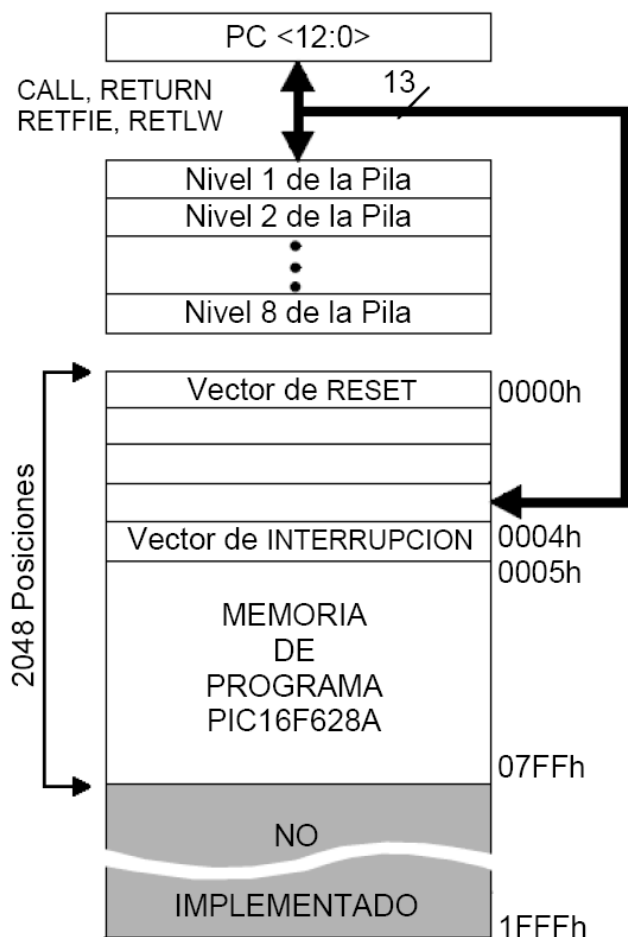 PC <12:0>
CALL, RETURN
RETFIE, RETLW
13
Nivel 1 de la Pila
Nivel 2 de la Pila
Nivel 8 de la Pila
Vector de RESET
0000h
Vector de INTERRUPCION
0004h
0005h
2048 Posiciones
MEMORIA
DE
PROGRAMA
PIC16F628A
07FFh
NO
IMPLEMENTADO
1FFFh